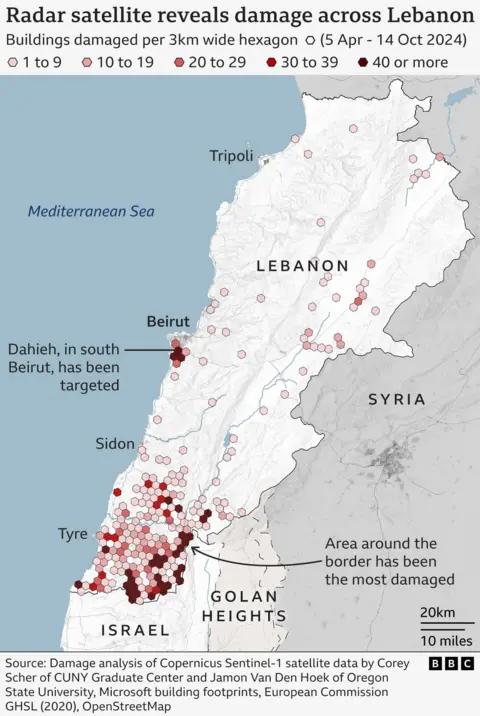 Radar satellite reveals damage across Lebanon
Buildings damaged per 3km wide hexagon (5 Apr - 14 Oct 2024)
1 to 9 10 to 19 20 to 29 30 to 39 40 or more
Tripoli
Mediterranean Sea
LEBANON
Beirut
Dahieh, in south
Beirut, has been
targeted
SYRIA
Sidon
Tyre
Area around the
border has been
the most damaged
GOLAN
HEIGHTS
ISRAEL
20km
10 miles
Source: Damage analysis of Copernicus Sentinel-1 satellite data by Corey
Scher of CUNY Graduate Center and Jamon Van Den Hoek of Oregon
State University, Microsoft building footprints, European Commission
GHSL (2020), OpenStreetMap
BBC